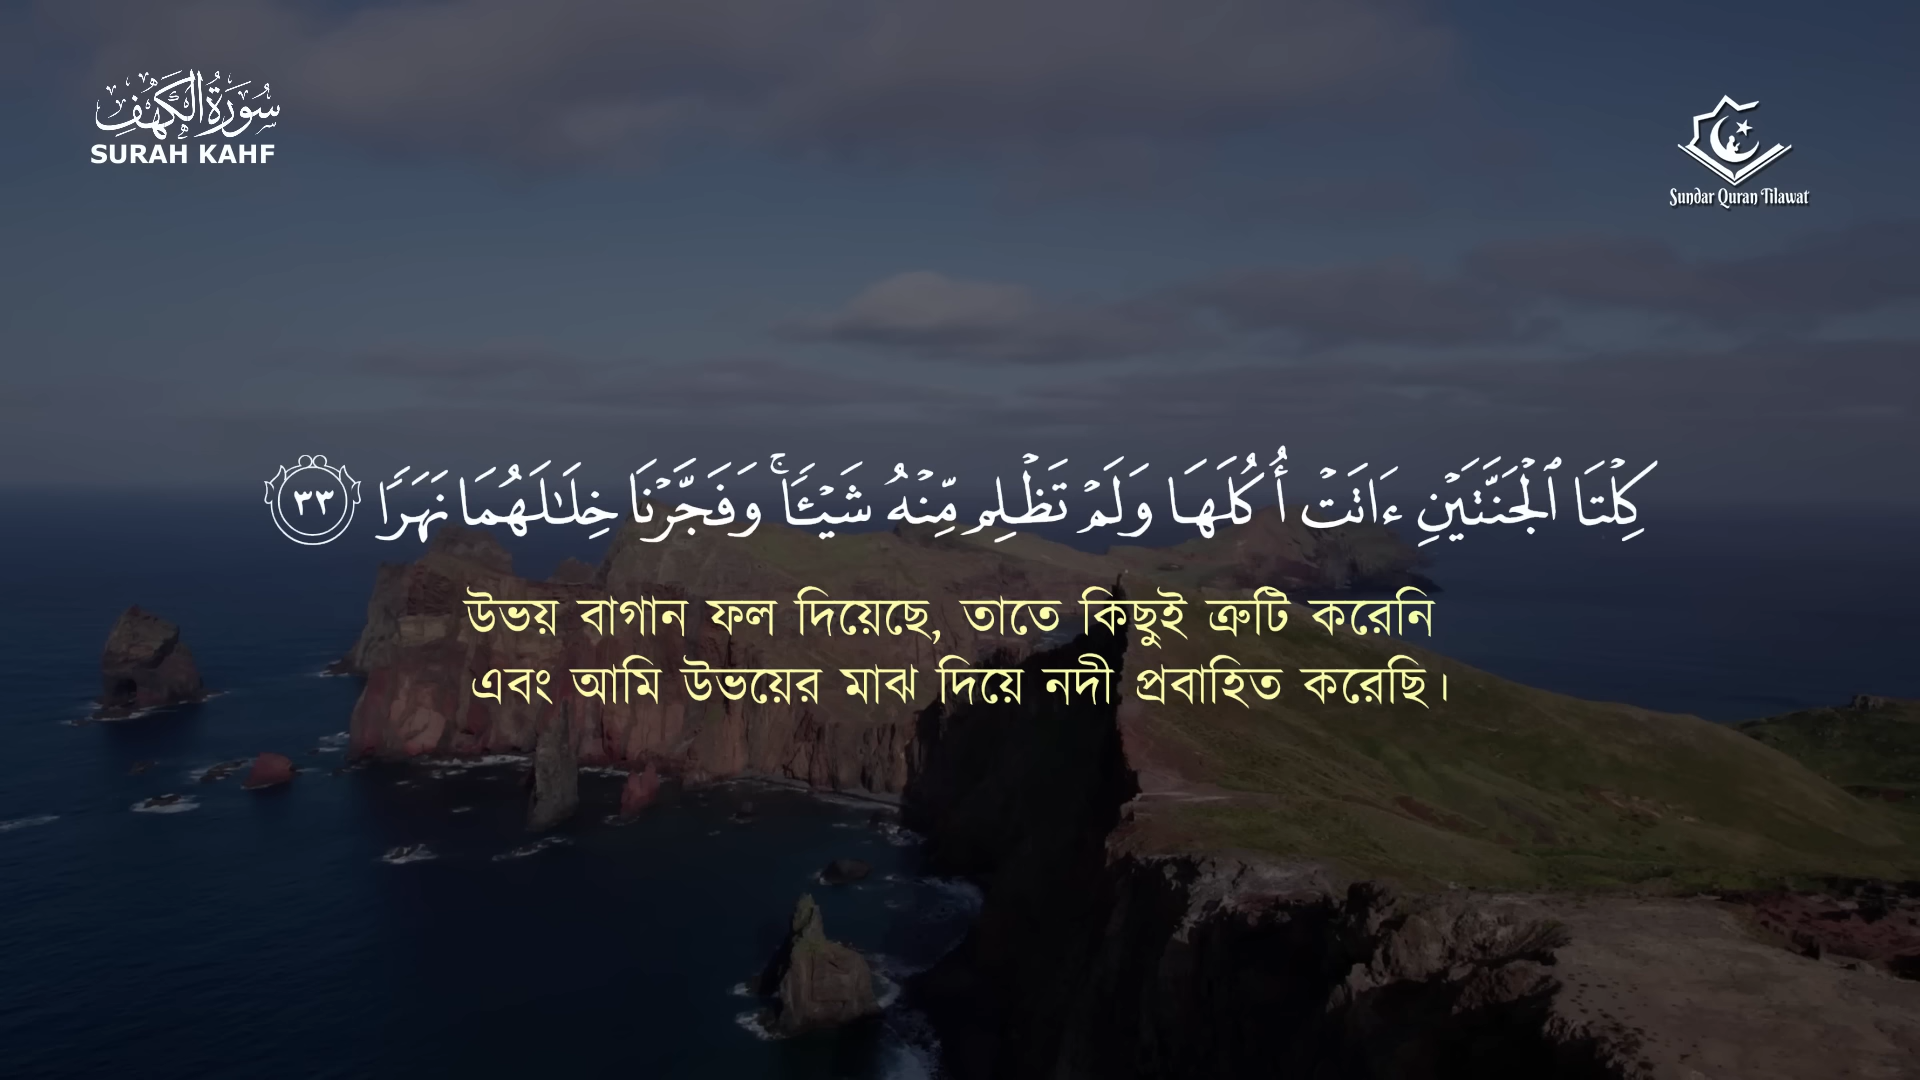 سُورَةُ الكَهْفِ
SURAH KAHF
Sundar Quran Tilawat
كِلْتَا ٱلْجَنَّتَيْنِ ءَاتَتْ أُكُلَهَا وَلَمْ تَظْلِم مِّنْهُ شَيْـًٔا ۚ وَفَجَّرْنَا خِلَـٰلَهُمَا نَهَرًا ٣٣
উভয় বাগান ফল দিয়েছে, তাতে কিছুই ত্রুটি করেনি
এবং আমি উভয়ের মাঝ দিয়ে নদী প্রবাহিত করেছি।